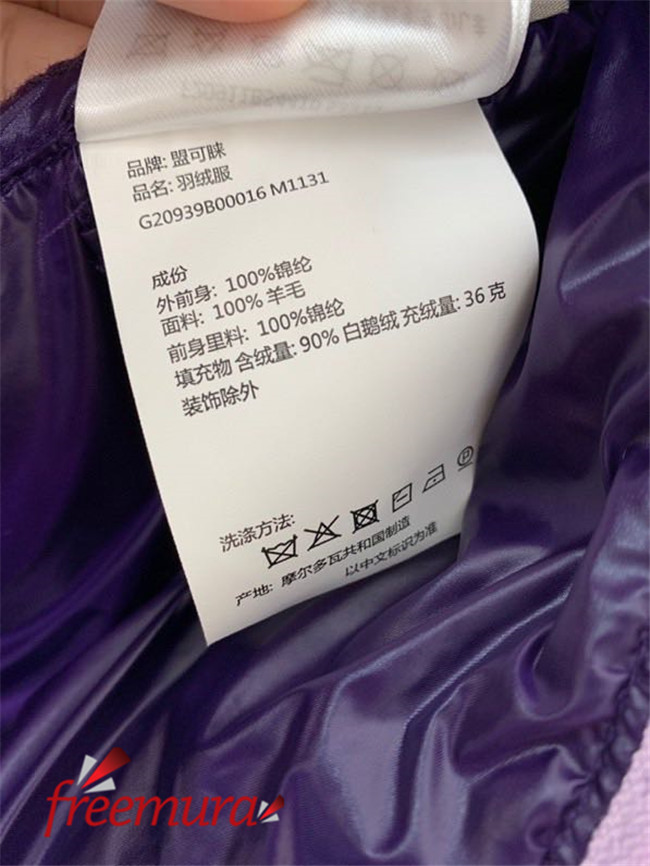 品牌: 盟可睐
品名: 羽绒服
G20939B00016 M1131
成份
外前身: 100%锦纶
面料: 100% 羊毛
前身里料: 100%锦纶
填充物 含绒量: 90% 白鹅绒 充绒量: 36 克
装饰除外
洗涤方法:
产地: 摩尔多瓦共和国制造
以中文标识为准
freemura